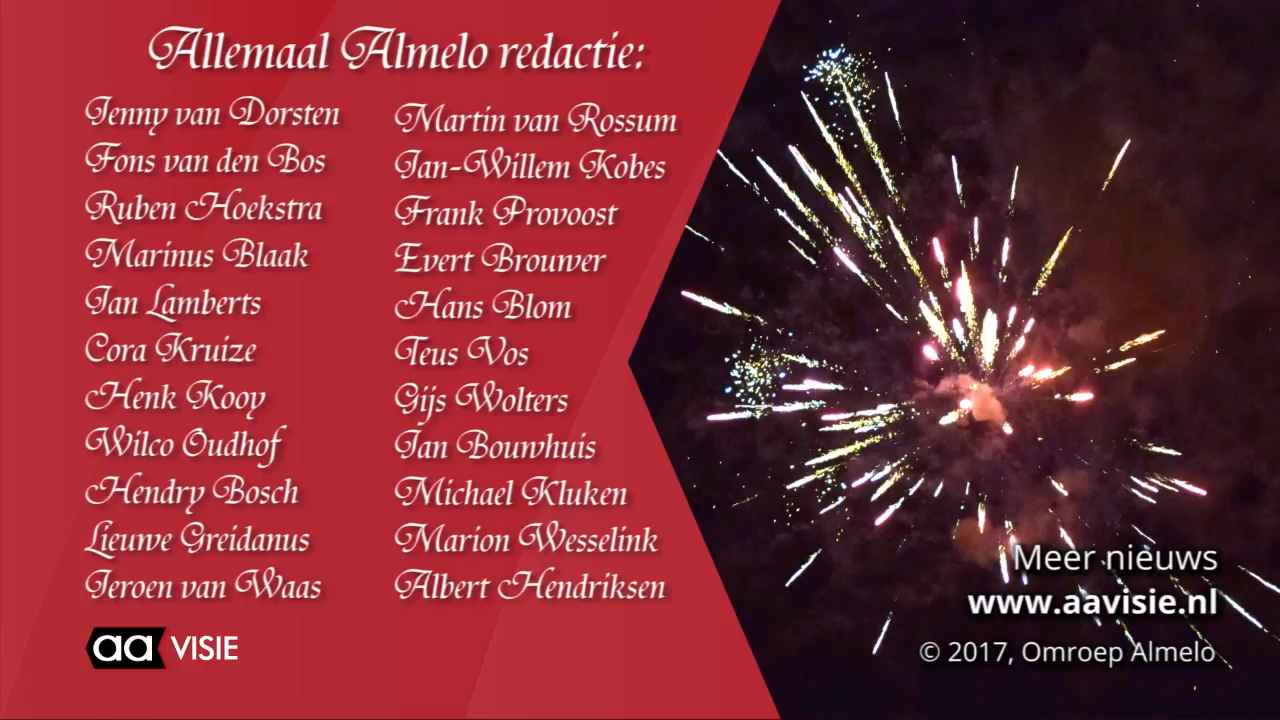 Allemaal Almelo redactie:
Jenny van Dorsten
Fons van den Bos
Ruben Hoekstra
Marinus Blaak
Jan Lamberts
Cora Kruize
Henk Kooy
Wilco Oudhof
Hendry Bosch
Lieuwe Greidanus
Jeroen van Waas
Martin van Rossum
Jan-Willem Kobes
Frank Provoost
Evert Brouwer
Hans Blom
Teus Vos
Gijs Wolters
Jan Bouwhuis
Michael Kluken
Marion Wesselink
Albert Hendriksen
aa VISIE
Meer nieuws
www.aavisie.nl
© 2017, Omroep Almelo